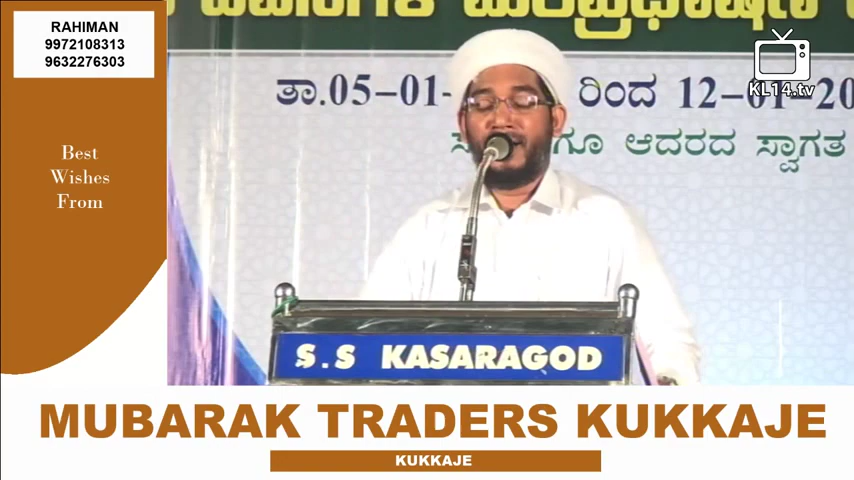 RAHIMAN
9972108313
9632276303
KL14.tv
ತಾ.05-01- ರಿಂದ 12-01-20
ಆದರದ ಸ್ವಾಗತ
Best
Wishes
From
S.S KASARAGOD
MUBARAK TRADERS KUKKAJE
KUKKAJE